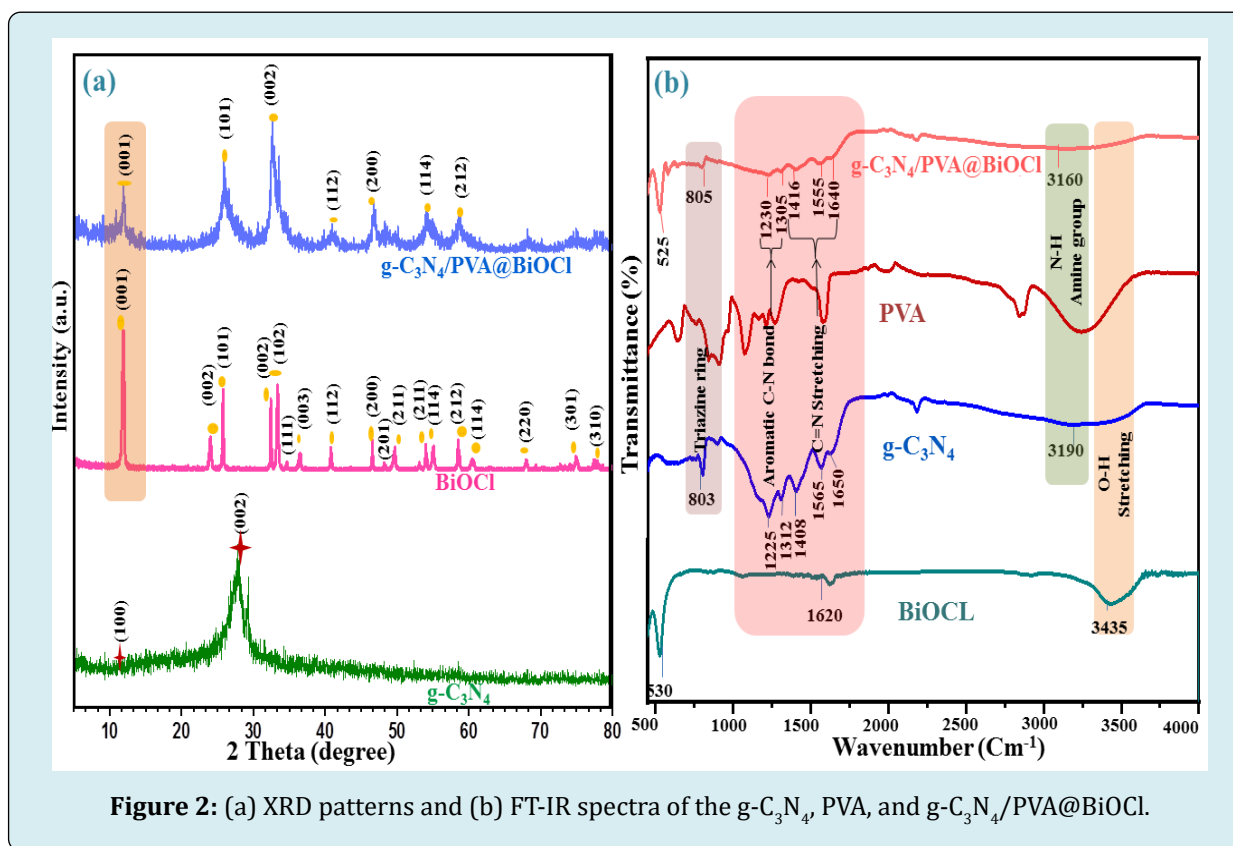 (a)
Intensity (a.u.)
(001)
(101)
(002)
(112)
(200)
(114)
(212)
g-C₃N₄/PVA@BiOCl
(001)
(002)
(101)
(002)
(102)
(111)
(003)
(112)
(200)
(201)
(211)
(211)
(114)
(212)
(114)
(220)
(301)
(310)
BiOCl
(100)
(002)
g-C₃N₄
10 20 30 40 50 60 70 80
2 Theta (degree)
(b)
Transmittance (%)
g-C₃N₄/PVA@BiOCl
525
805
1230
1305
1416
1555
1640
3160
PVA
Triazine ring
Aromatic C-N bond
C=N Stretching
N-H
Amine group
O-H
Stretching
g-C₃N₄
803
1225
1312
1408
1565
1650
3190
BiOCL
530
1620
3435
450 1000 1500 2000 2500 3000 3500 4000
Wavenumber (Cm⁻¹)
Figure 2: (a) XRD patterns and (b) FT-IR spectra of the g-C₃N₄, PVA, and g-C₃N₄/PVA@BiOCl.